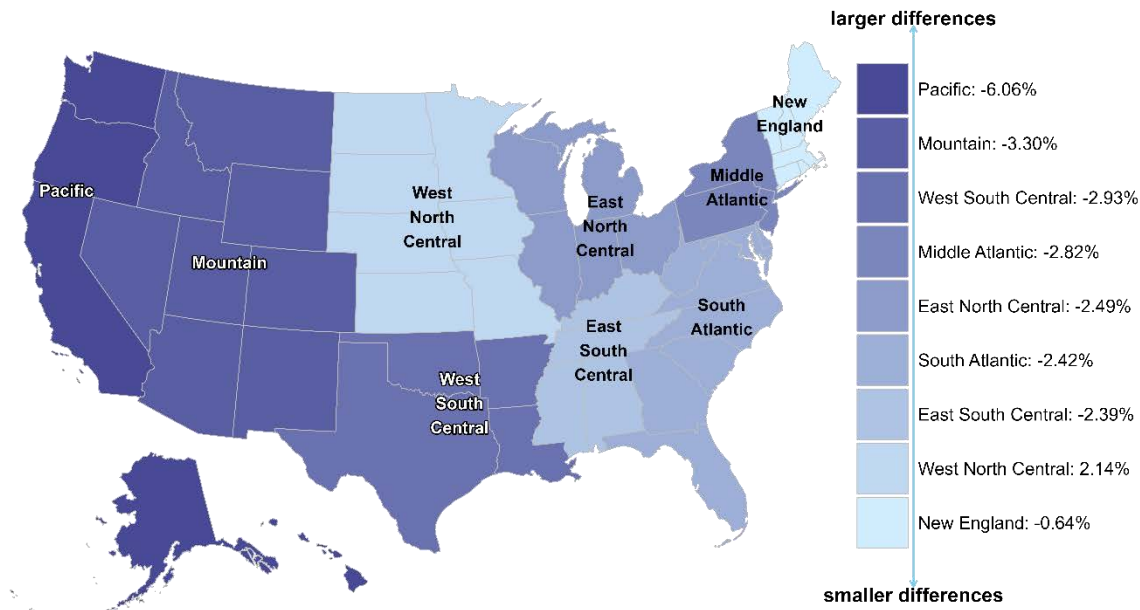 larger differences
Pacific: -6.06%
Mountain: -3.30%
West South Central: -2.93%
Middle Atlantic: -2.82%
East North Central: -2.49%
South Atlantic: -2.42%
East South Central: -2.39%
West North Central: 2.14%
New England: -0.64%
smaller differences
Pacific
Mountain
West
North
Central
West
South
Central
East
North
Central
East
South
Central
Middle
Atlantic
South
Atlantic
New
England